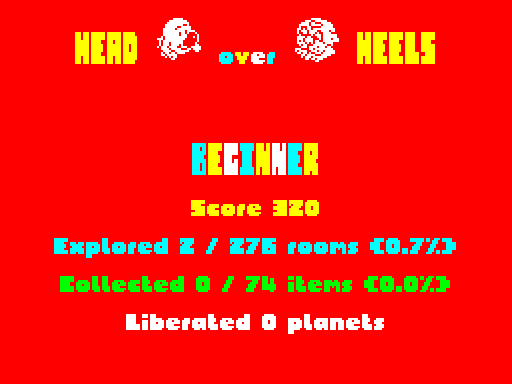 HEAD over HEELS
BEGINNER
Score 320
Explored 2 / 276 rooms (0.7%)
Collected 0 / 74 items (0.0%)
Liberated 0 planets